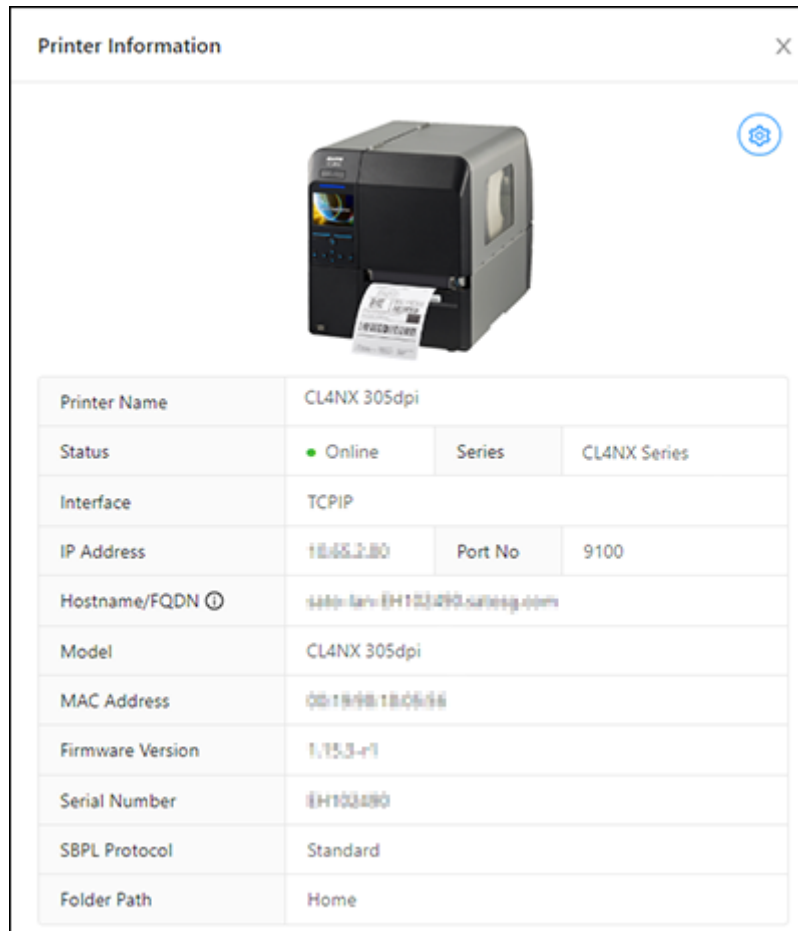 Printer Information
Printer Name CL4NX 305dpi
Status Online Series CL4NX Series
Interface TCPIP
IP Address Port No 9100
Hostname/FQDN
Model CL4NX 305dpi
MAC Address
Firmware Version
Serial Number
SBPL Protocol Standard
Folder Path Home